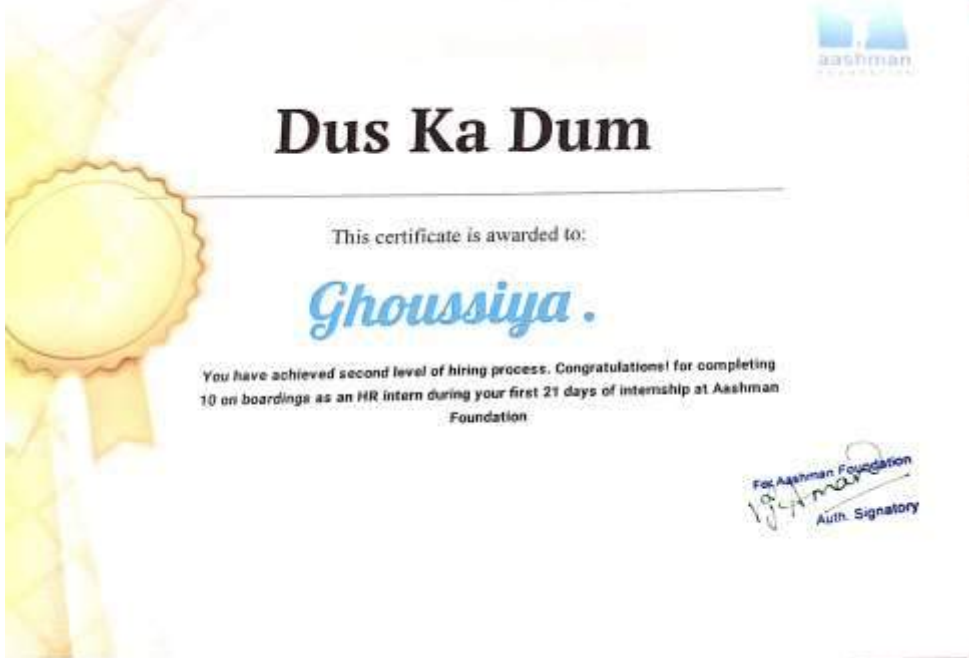 aashman
FOUNDATION
Dus Ka Dum
This certificate is awarded to:
Ghoussiya .
You have achieved second level of hiring process. Congratulations! for completing
10 on boardings as an HR intern during your first 21 days of internship at Aashman
Foundation
For Aashman Foundation
Auth. Signatory